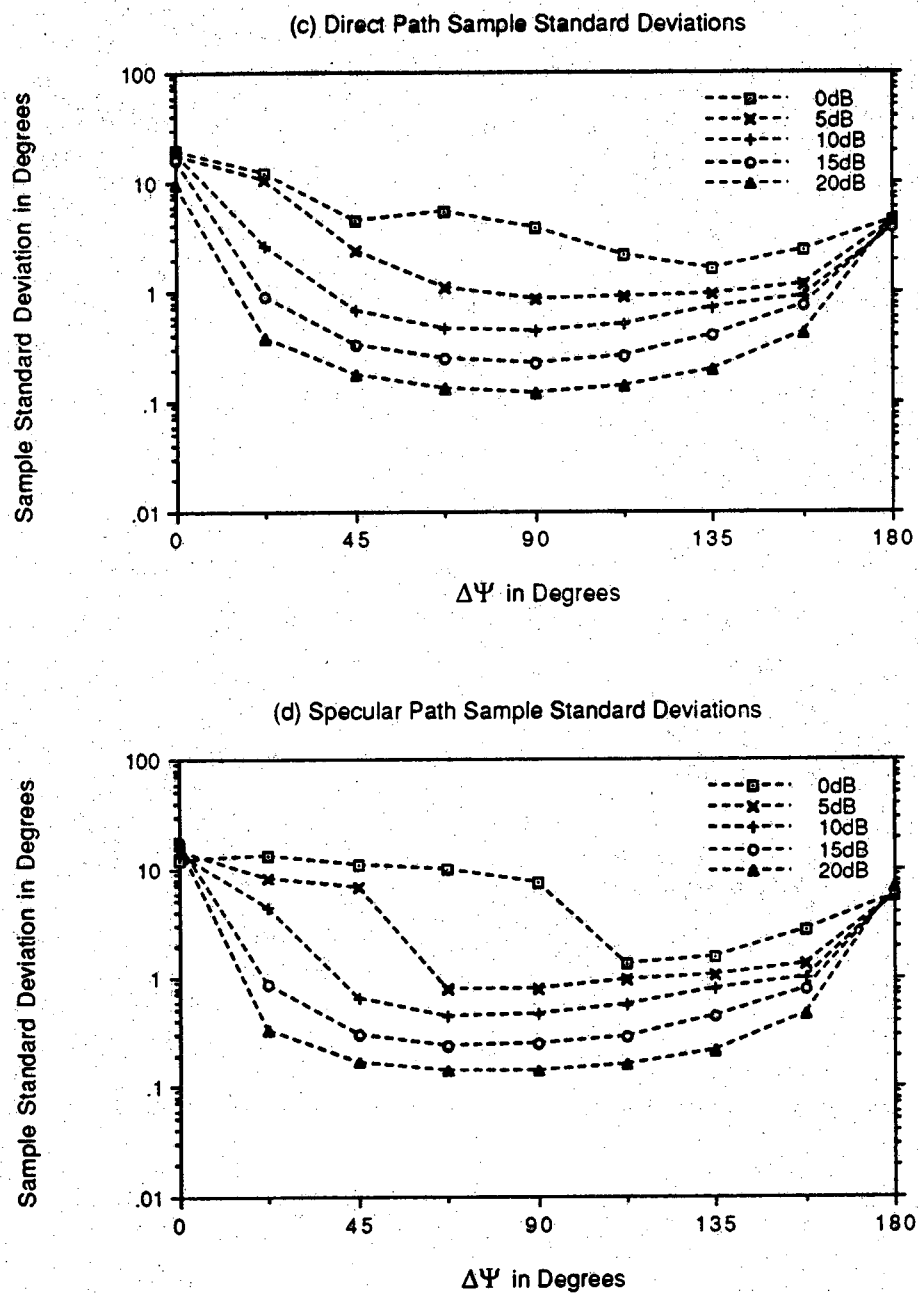 (c) Direct Path Sample Standard Deviations
Sample Standard Deviation in Degrees
100
10
1
.1
.01
0
45
90
135
180
0dB
5dB
10dB
15dB
20dB
ΔΨ in Degrees
(d) Specular Path Sample Standard Deviations
Sample Standard Deviation in Degrees
100
10
1
.1
.01
0
45
90
135
180
0dB
5dB
10dB
15dB
20dB
ΔΨ in Degrees